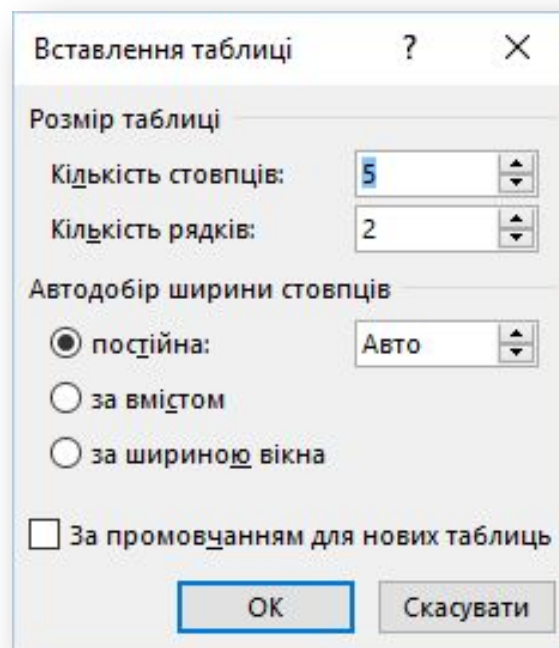 Вставлення таблиці ? ×
Розмір таблиці
Кількість стовпців: 5
Кількість рядків: 2
Автодобір ширини стовпців
постійна: Авто
за вмістом
за шириною вікна
За промовчанням для нових таблиць
ОК Скасувати